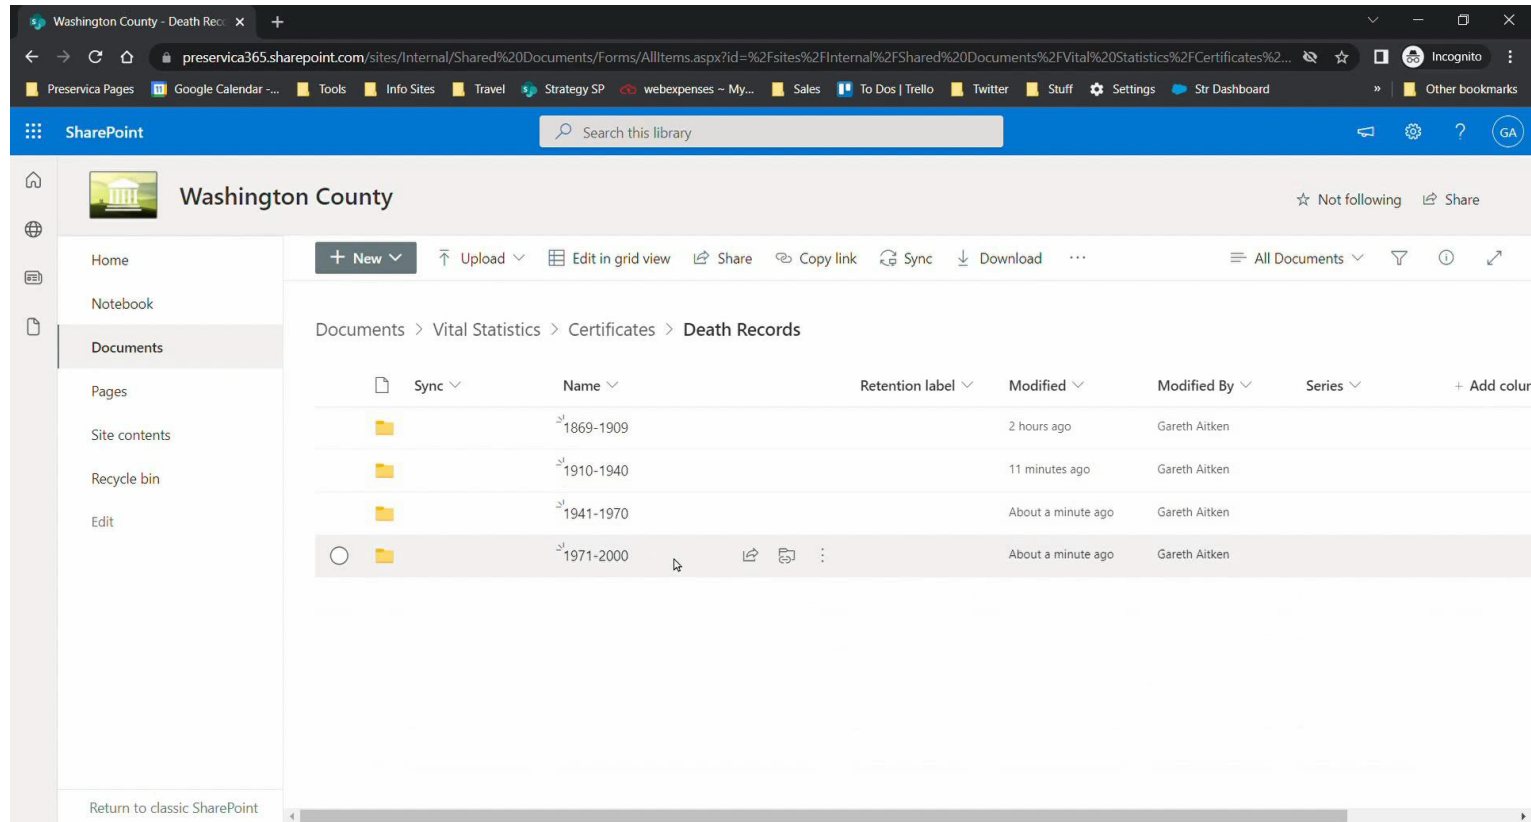 Washington County - Death Rec
preservica365.sharepoint.com/sites/Internal/Shared%20Documents/Forms/AllItems.aspx?id=%2Fsites%2FInternal%2FShared%20Documents%2FVital%20Statistics%2FCertificates%2... Incognito
Preservica Pages Google Calendar -... Tools Info Sites Travel Strategy SP webexpenses ~ My... Sales To Dos | Trello Twitter Stuff Settings Str Dashboard » Other bookmarks
SharePoint Search this library ? GA
Washington County
Not following Share
Home
Notebook
Documents
Pages
Site contents
Recycle bin
Edit
Return to classic SharePoint
+ New Upload Edit in grid view Share Copy link Sync Download ... All Documents
Documents > Vital Statistics > Certificates > Death Records
Sync Name Retention label Modified Modified By Series + Add colur
1869-1909 2 hours ago Gareth Aitken
1910-1940 11 minutes ago Gareth Aitken
1941-1970 About a minute ago Gareth Aitken
1971-2000 About a minute ago Gareth Aitken